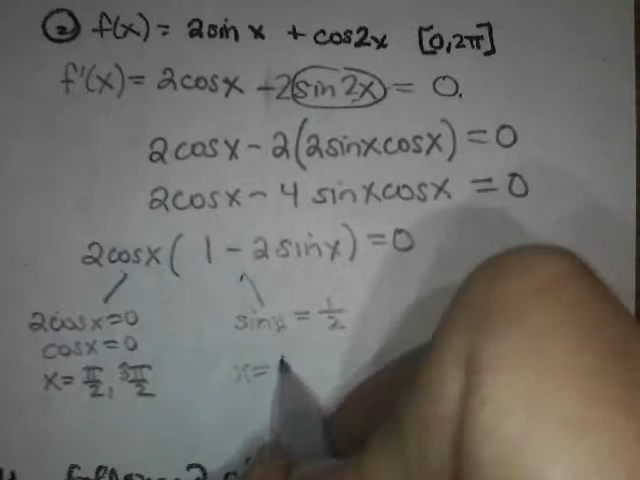 ② f(x) = 2sin x + cos2x [0, 2π]
f'(x) = 2cosx - 2 sin 2x = 0.
2cosx - 2(2sinxcosx) = 0
2cosx - 4 sinxcosx = 0
2cosx (1 - 2sinx) = 0
2cosx = 0
cosx = 0
x = π/2, 3π/2
sinx = 1/2
x =